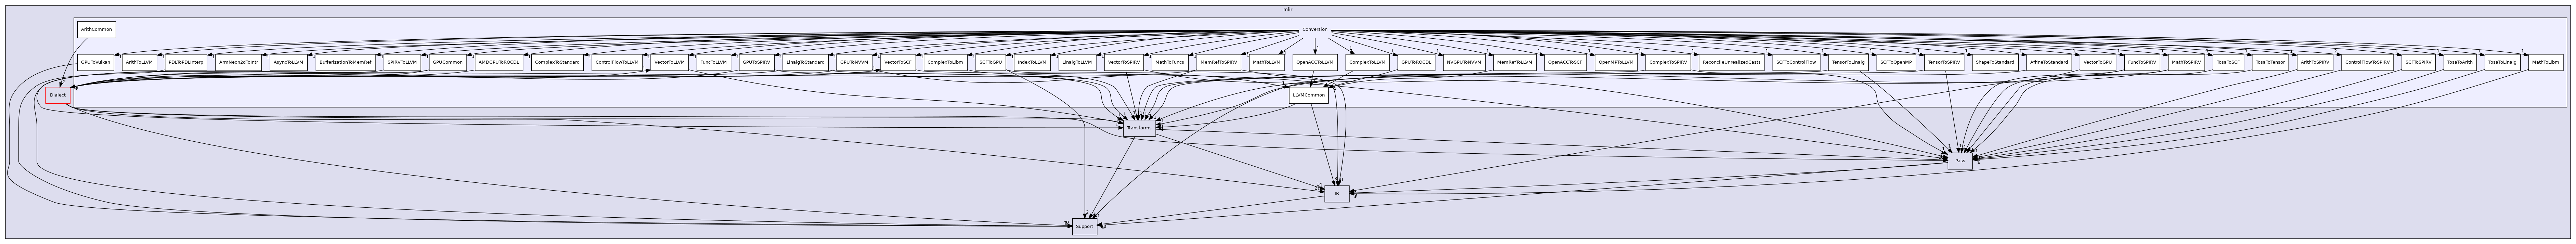 mlir
Conversion
ArithCommon
GPUToVulkan
ArithToLLVM
PDLToPDLInterp
ArmNeon2dToIntr
AsyncToLLVM
BufferizationToMemRef
SPIRVToLLVM
GPUCommon
AMDGPUToROCDL
ComplexToStandard
ControlFlowToLLVM
VectorToLLVM
FuncToLLVM
GPUToSPIRV
LinalgToStandard
GPUToNVVM
VectorToSCF
ComplexToLibm
SCFToGPU
IndexToLLVM
LinalgToLLVM
VectorToSPIRV
MathToFuncs
MemRefToSPIRV
MathToLLVM
OpenACCToLLVM
ComplexToLLVM
GPUToROCDL
NVGPUToNVVM
MemRefToLLVM
OpenACCToSCF
OpenMPToLLVM
ComplexToSPIRV
ReconcileUnrealizedCasts
SCFToControlFlow
TensorToLinalg
SCFToOpenMP
TensorToSPIRV
ShapeToStandard
AffineToStandard
VectorToGPU
FuncToSPIRV
MathToSPIRV
TosaToSCF
TosaToTensor
ArithToSPIRV
ControlFlowToSPIRV
SCFToSPIRV
TosaToArith
TosaToLinalg
MathToLibm
Dialect
LLVMCommon
Transforms
Pass
IR
Support